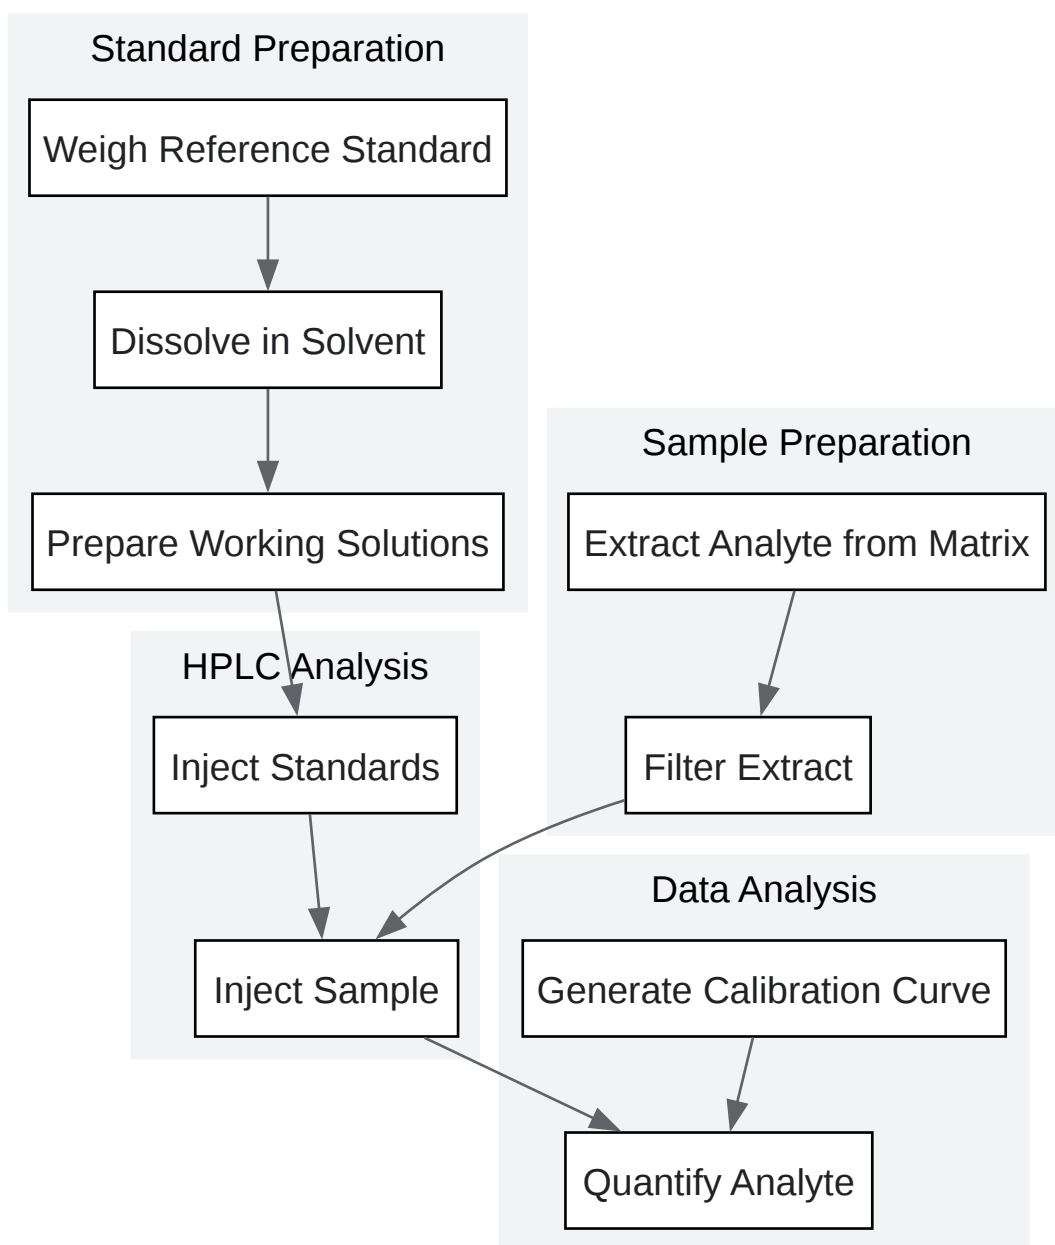 Standard Preparation
Weigh Reference Standard
Dissolve in Solvent
Prepare Working Solutions
Sample Preparation
Extract Analyte from Matrix
Filter Extract
HPLC Analysis
Inject Standards
Inject Sample
Data Analysis
Generate Calibration Curve
Quantify Analyte